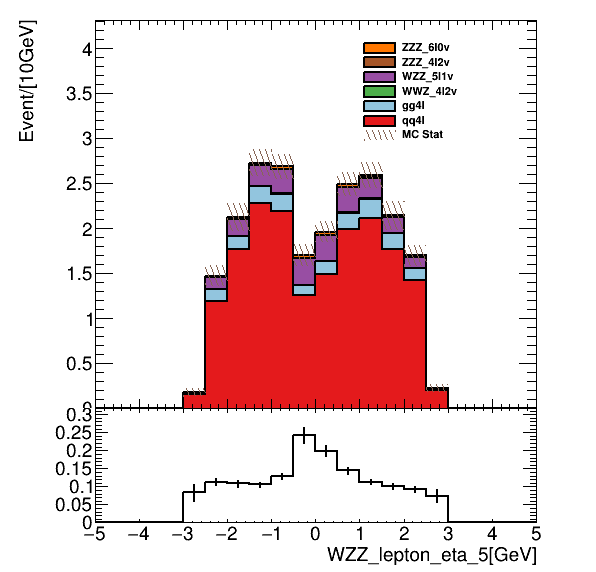 Event/[10GeV]
4
3.5
3
2.5
2
1.5
1
0.5
0
ZZZ_6l0v
ZZZ_4l2v
WZZ_5l1v
WWZ_4l2v
gg4l
qq4l
MC Stat
0.3
0.25
0.2
0.15
0.1
0.05
0
−5 −4 −3 −2 −1 0 1 2 3 4 5
WZZ_lepton_eta_5[GeV]